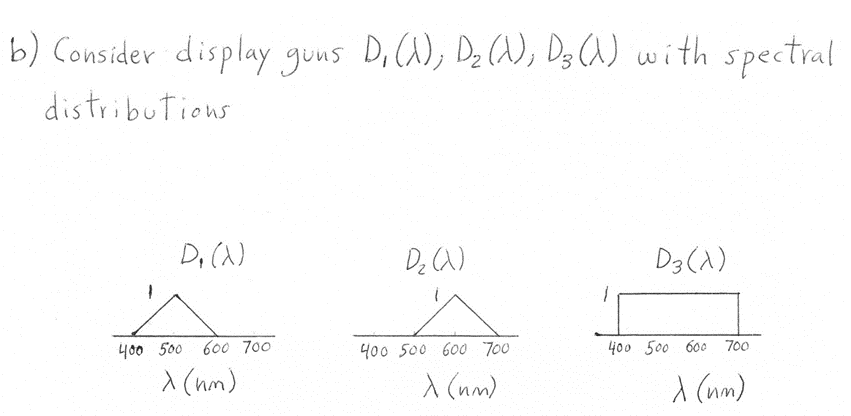 b) Consider display guns D₁(λ), D₂(λ), D₃(λ) with spectral
distributions
D₁(λ)
D₂(λ)
D₃(λ)
1
1
1
400 500 600 700
400 500 600 700
400 500 600 700
λ (nm)
λ (nm)
λ (nm)